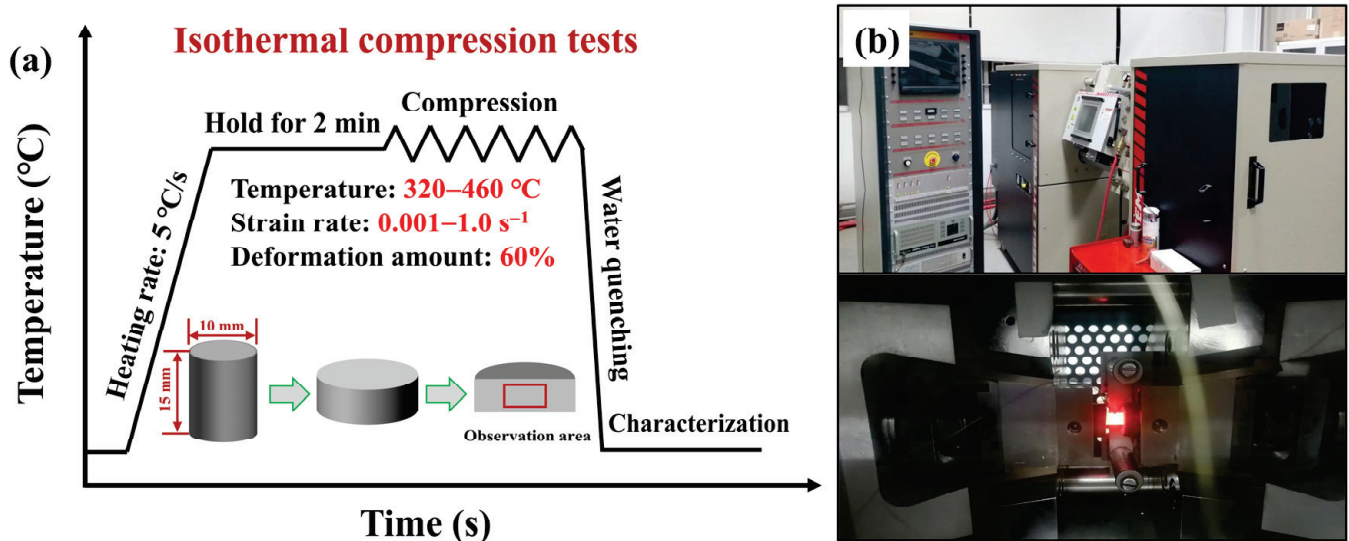 (a)
Isothermal compression tests
Temperature (℃)
Heating rate: 5 ℃/s
Hold for 2 min
Compression
Temperature: 320–460 ℃
Strain rate: 0.001–1.0 s⁻¹
Deformation amount: 60%
Water quenching
10 mm
15 mm
Observation area
Characterization
Time (s)
(b)